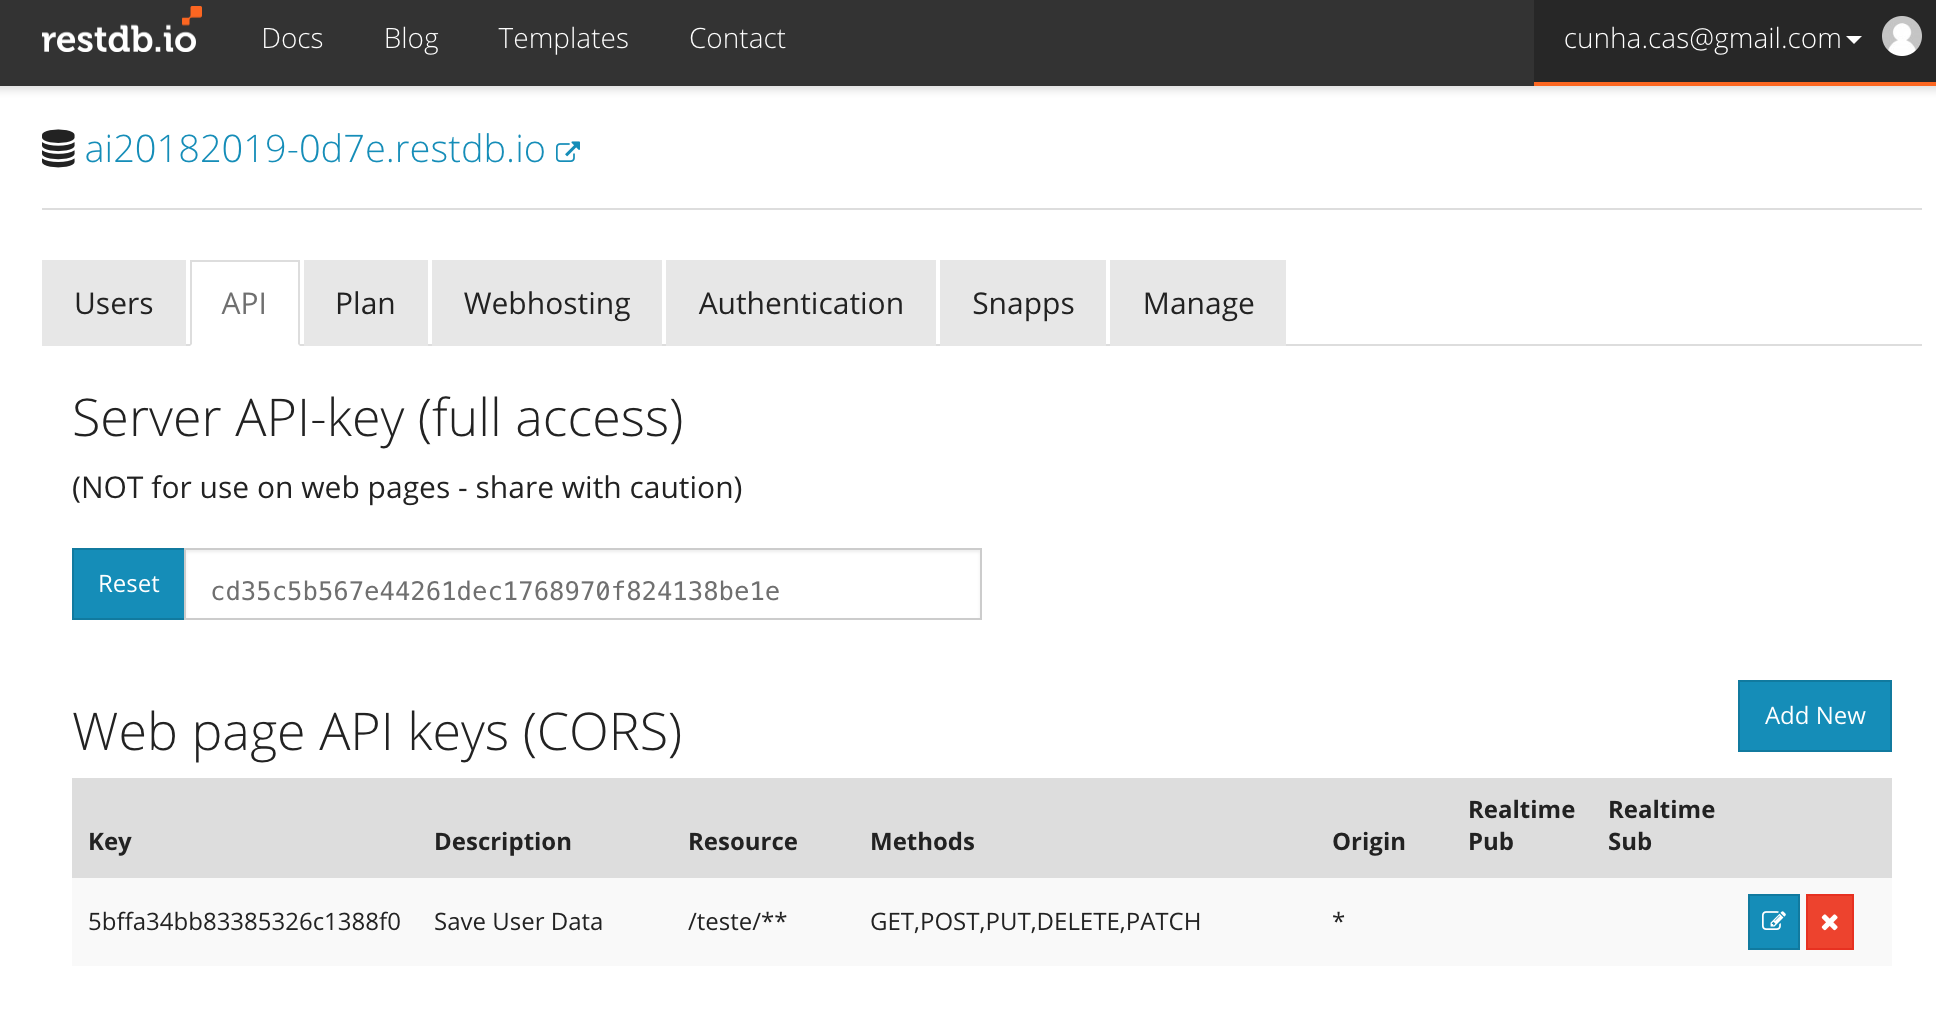 restdb.io Docs Blog Templates Contact cunha.cas@gmail.com
ai20182019-0d7e.restdb.io
Users API Plan Webhosting Authentication Snapps Manage
Server API-key (full access)
(NOT for use on web pages - share with caution)
Reset cd35c5b567e44261dec1768970f824138be1e
Web page API keys (CORS) Add New
Key Description Resource Methods Origin Realtime Pub Realtime Sub
5bffa34bb83385326c1388f0 Save User Data /teste/** GET,POST,PUT,DELETE,PATCH *